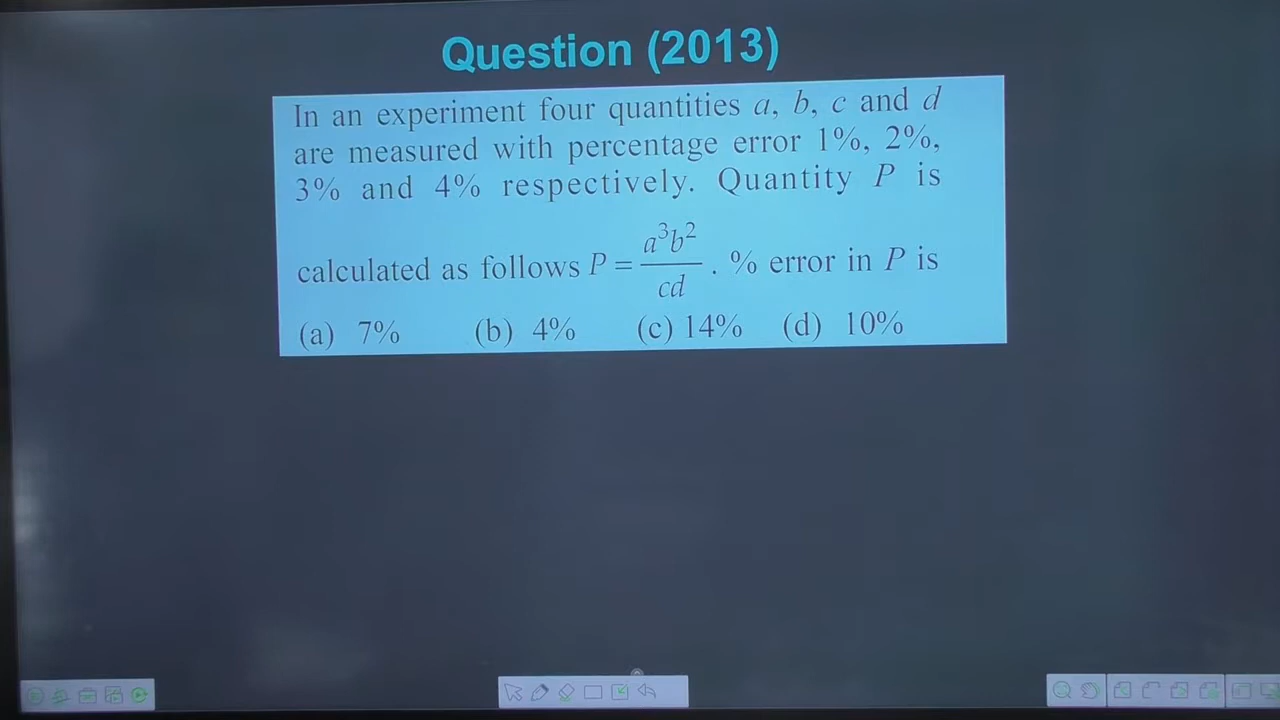 Question (2013)
In an experiment four quantities a, b, c and d
are measured with percentage error 1%, 2%,
3% and 4% respectively. Quantity P is
calculated as follows P = a³b²/cd . % error in P is
(a) 7% (b) 4% (c) 14% (d) 10%